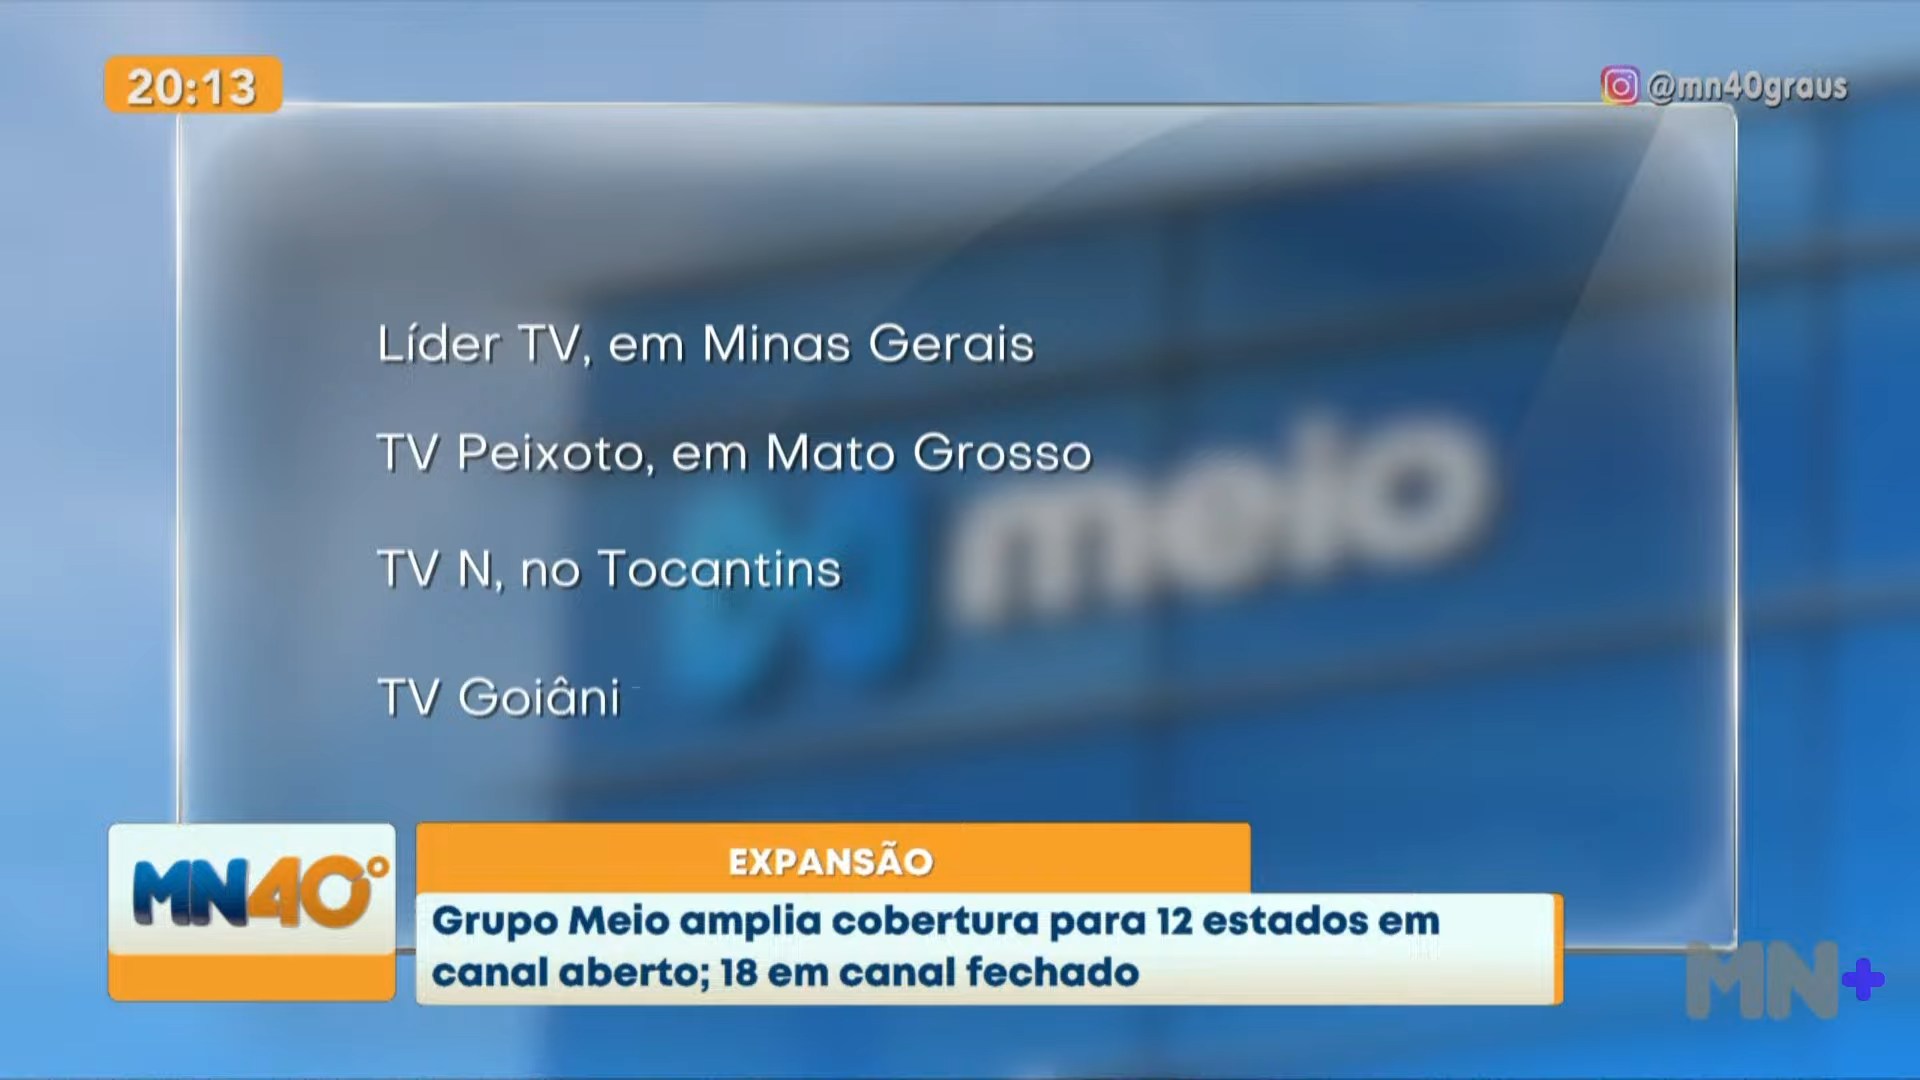 20:13
@mn40graus
Líder TV, em Minas Gerais
TV Peixoto, em Mato Grosso
TV N, no Tocantins
TV Goiâni
meio
MN40°
EXPANSÃO
Grupo Meio amplia cobertura para 12 estados em
canal aberto; 18 em canal fechado
MN+